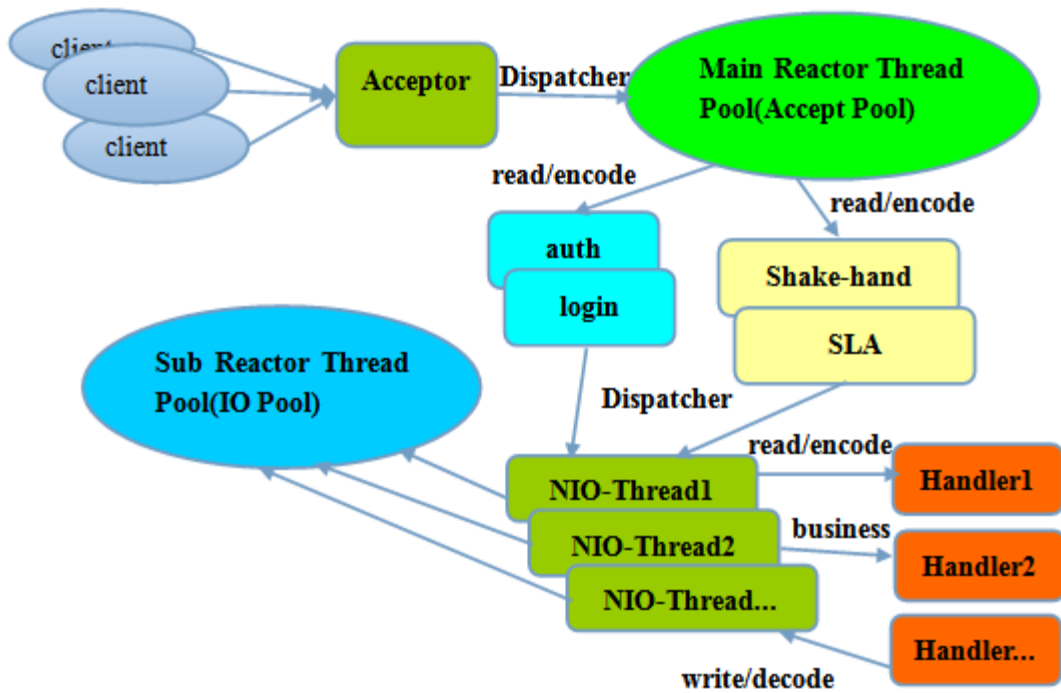 client
client
client
Acceptor
Dispatcher
Main Reactor Thread
Pool(Accept Pool)
read/encode
read/encode
auth
login
Shake-hand
SLA
Sub Reactor Thread
Pool(IO Pool)
Dispatcher
read/encode
NIO-Thread1
Handler1
business
NIO-Thread2
Handler2
NIO-Thread...
Handler...
write/decode